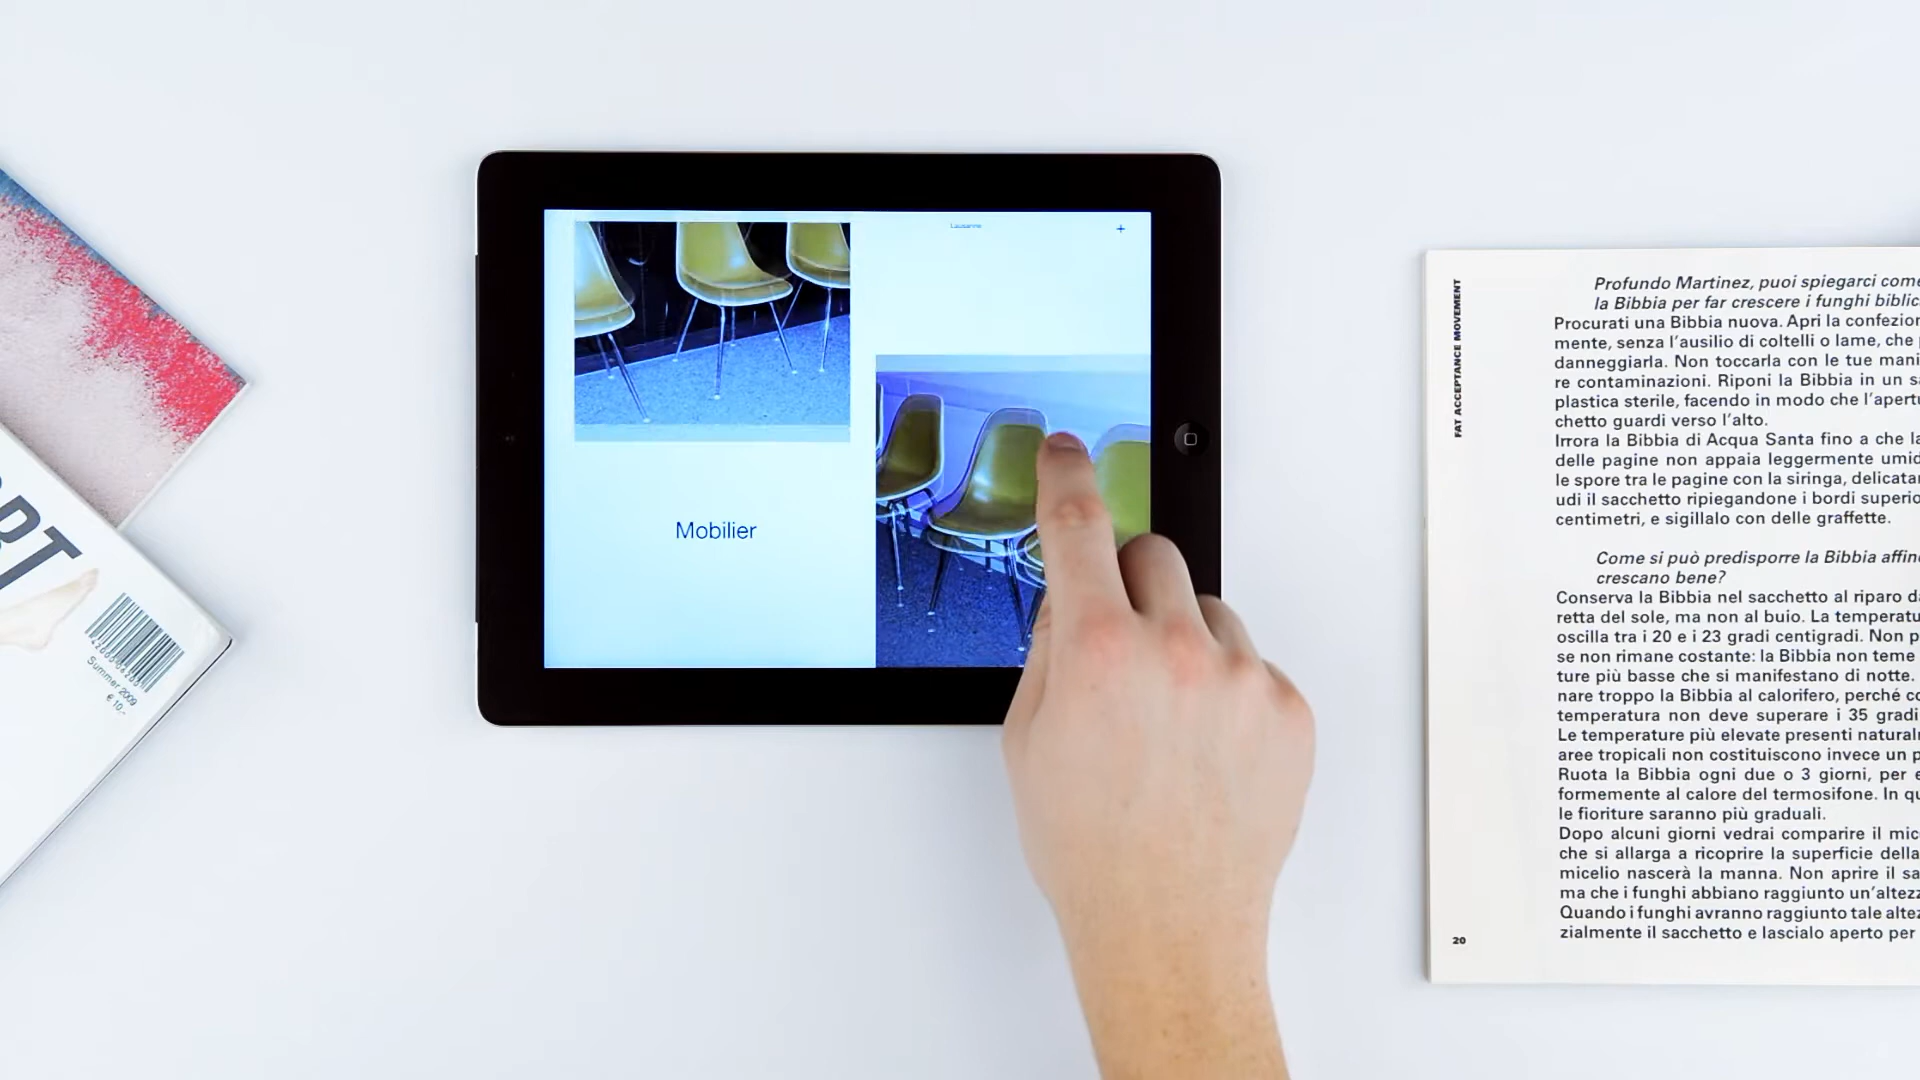 RT
42000 06200
Summer 2009
€ 10,-
Lausanne
+
Mobilier
FAT ACCEPTANCE MOVEMENT
Profundo Martinez, puoi spiegarci come
la Bibbia per far crescere i funghi biblic
Procurati una Bibbia nuova. Apri la confezion
mente, senza l'ausilio di coltelli o lame, che p
danneggiarla. Non toccarla con le tue mani
re contaminazioni. Riponi la Bibbia in un sa
plastica sterile, facendo in modo che l'apertu
chetto guardi verso l'alto.
Irrora la Bibbia di Acqua Santa fino a che la
delle pagine non appaia leggermente umid
le spore tra le pagine con la siringa, delicatam
udi il sacchetto ripiegandone i bordi superio
centimetri, e sigillalo con delle graffette.
Come si può predisporre la Bibbia affinc
crescano bene?
Conserva la Bibbia nel sacchetto al riparo da
retta del sole, ma non al buio. La temperatu
oscilla tra i 20 e i 23 gradi centigradi. Non p
se non rimane costante: la Bibbia non teme
ture più basse che si manifestano di notte.
nare troppo la Bibbia al calorifero, perché co
temperatura non deve superare i 35 gradi
Le temperature più elevate presenti naturaln
aree tropicali non costituiscono invece un p
Ruota la Bibbia ogni due o 3 giorni, per e
formemente al calore del termosifone. In qu
le fioriture saranno più graduali.
Dopo alcuni giorni vedrai comparire il mic
che si allarga a ricoprire la superficie della
micelio nascerà la manna. Non aprire il sa
ma che i funghi abbiano raggiunto un'altezz
Quando i funghi avranno raggiunto tale altez
zialmente il sacchetto e lascialo aperto per
20